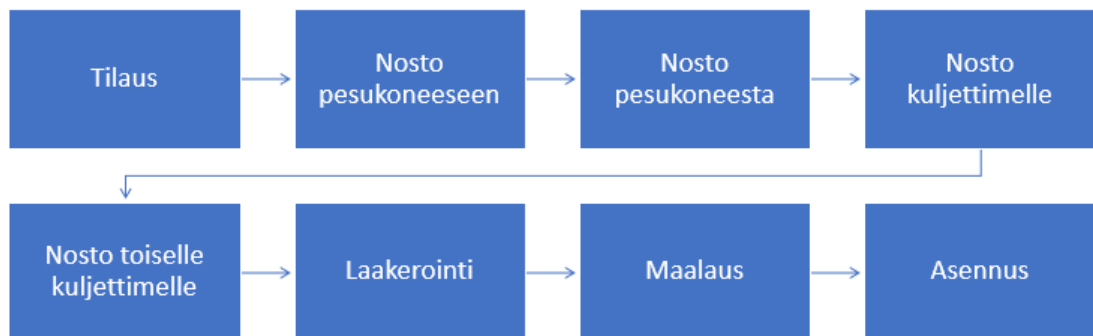 Tilaus
Nosto
pesukoneeseen
Nosto
pesukoneesta
Nosto
kuljettimelle
Nosto toiselle
kuljettimelle
Laakerointi
Maalaus
Asennus